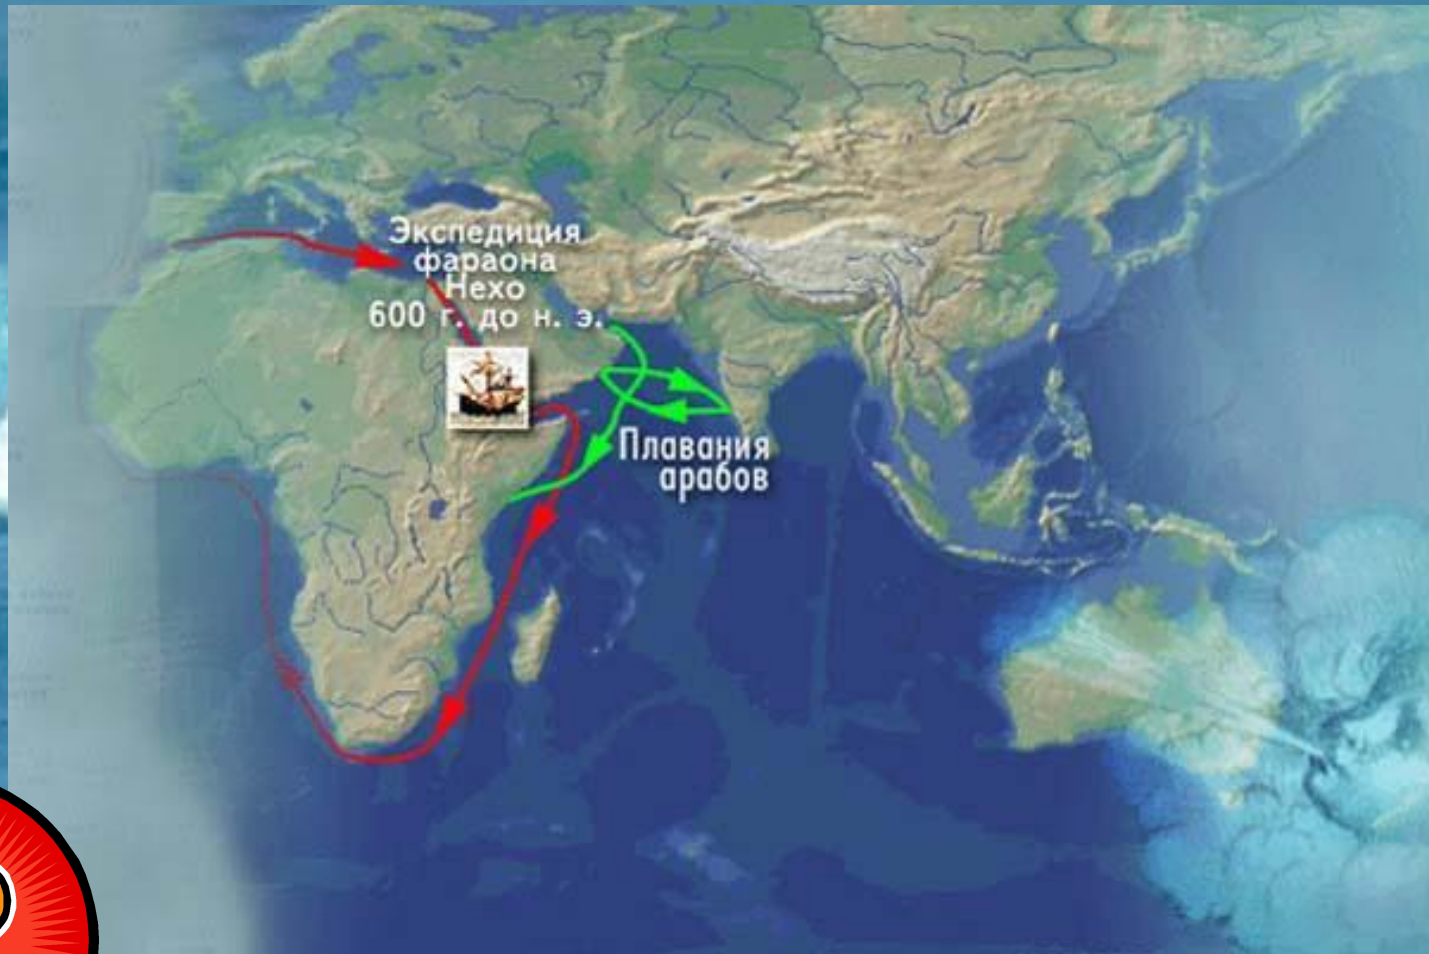 Экспедиция
фараона
Нехо
600 г. до н. э.
Плавания
арабов